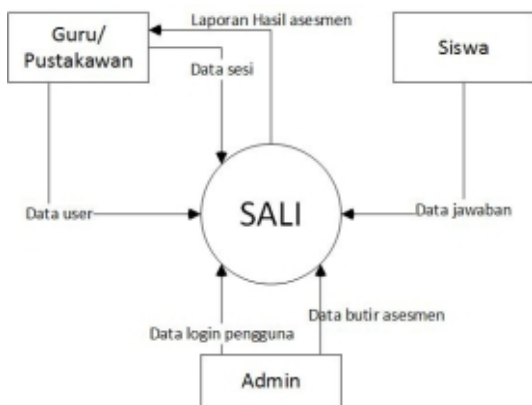 Laporan Hasil asesmen
Guru/
Pustakawan
Siswa
Data sesi
SALI
Data user
Data jawaban
Data butir asesmen
Data login pengguna
Admin